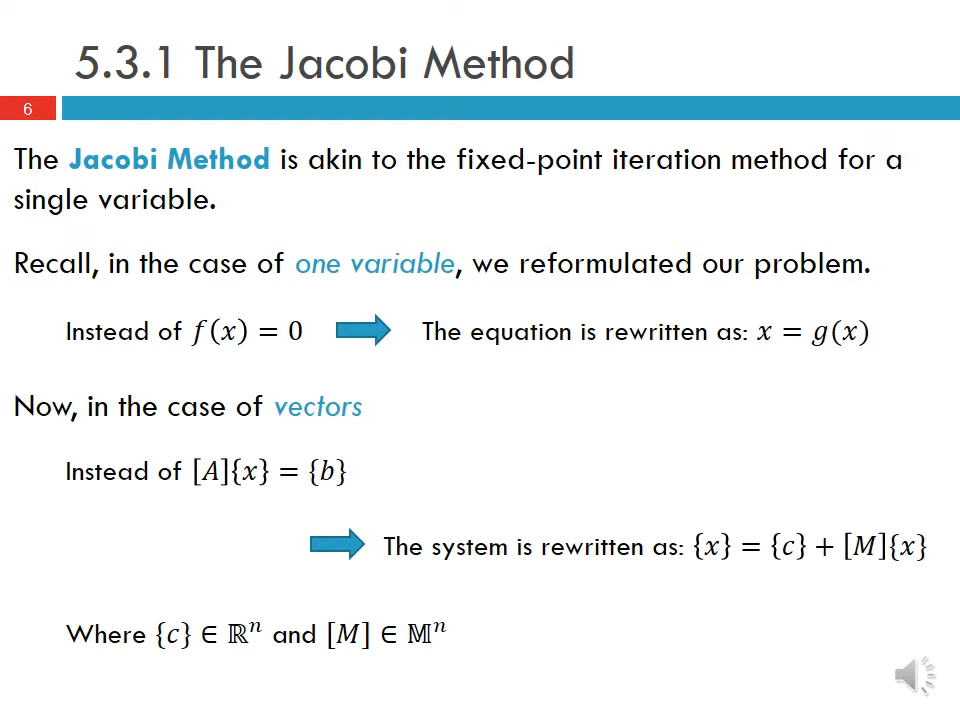 5.3.1 The Jacobi Method
6
The Jacobi Method is akin to the fixed-point iteration method for a
single variable.
Recall, in the case of one variable, we reformulated our problem.
Instead of f(x) = 0 The equation is rewritten as: x = g(x)
Now, in the case of vectors
Instead of [A]{x} = {b}
The system is rewritten as: {x} = {c} + [M]{x}
Where {c} ∈ ℝⁿ and [M] ∈ 𝕄ⁿ